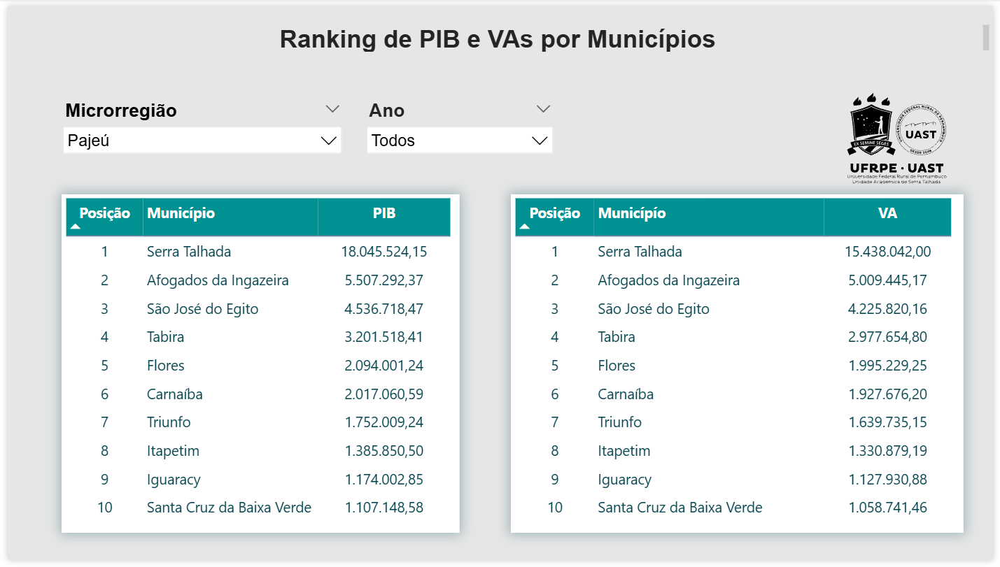 Ranking de PIB e VAs por Municípios
Microrregião
Ano
Pajeú
Todos
UNIVERSIDADE FEDERAL RURAL DE PERNAMBUCO
UAST
DESDE 2006
EX SEMINE SEGES
UFRPE · UAST
Universidade Federal Rural de Pernambuco
Unidade Acadêmica de Serra Talhada
Posição Município PIB
1 Serra Talhada 18.045.524,15
2 Afogados da Ingazeira 5.507.292,37
3 São José do Egito 4.536.718,47
4 Tabira 3.201.518,41
5 Flores 2.094.001,24
6 Carnaíba 2.017.060,59
7 Triunfo 1.752.009,24
8 Itapetim 1.385.850,50
9 Iguaracy 1.174.002,85
10 Santa Cruz da Baixa Verde 1.107.148,58
Posição Município VA
1 Serra Talhada 15.438.042,00
2 Afogados da Ingazeira 5.009.445,17
3 São José do Egito 4.225.820,16
4 Tabira 2.977.654,80
5 Flores 1.995.229,25
6 Carnaíba 1.927.676,20
7 Triunfo 1.639.735,15
8 Itapetim 1.330.879,19
9 Iguaracy 1.127.930,88
10 Santa Cruz da Baixa Verde 1.058.741,46